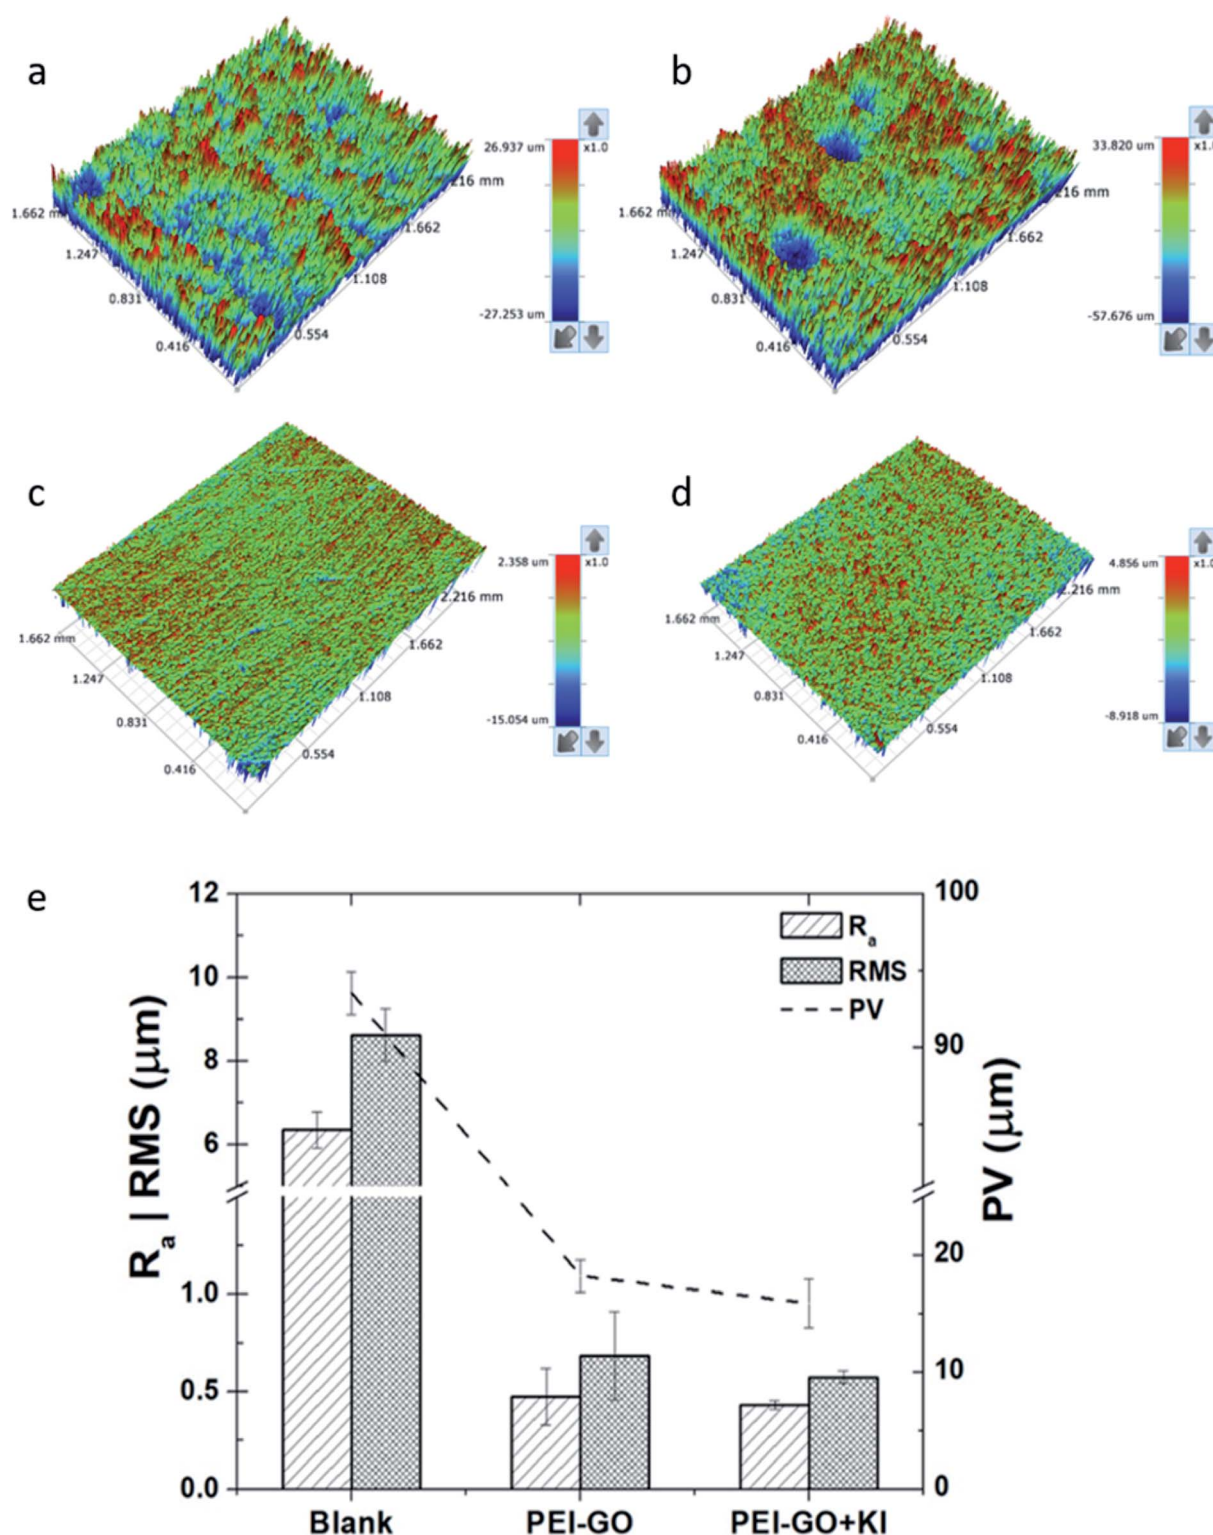 a
26.937 um
x1.0
216 mm
1.662 mm
1.662
1.247
1.108
0.831
0.554
0.416
-27.253 um
b
33.820 um
x1.0
216 mm
1.662 mm
1.662
1.247
1.108
0.831
0.554
0.416
-57.676 um
c
2.358 um
x1.0
2.216 mm
1.662 mm
1.662
1.247
1.108
0.831
0.554
0.416
-15.054 um
d
4.856 um
x1.0
2.216 mm
1.662 mm
1.662
1.247
1.108
0.831
0.554
0.416
-8.918 um
e
12
10
8
6
1.0
0.5
0.0
Ra | RMS (μm)
100
90
20
10
0
PV (μm)
Ra
RMS
PV
Blank
PEI-GO
PEI-GO+KI